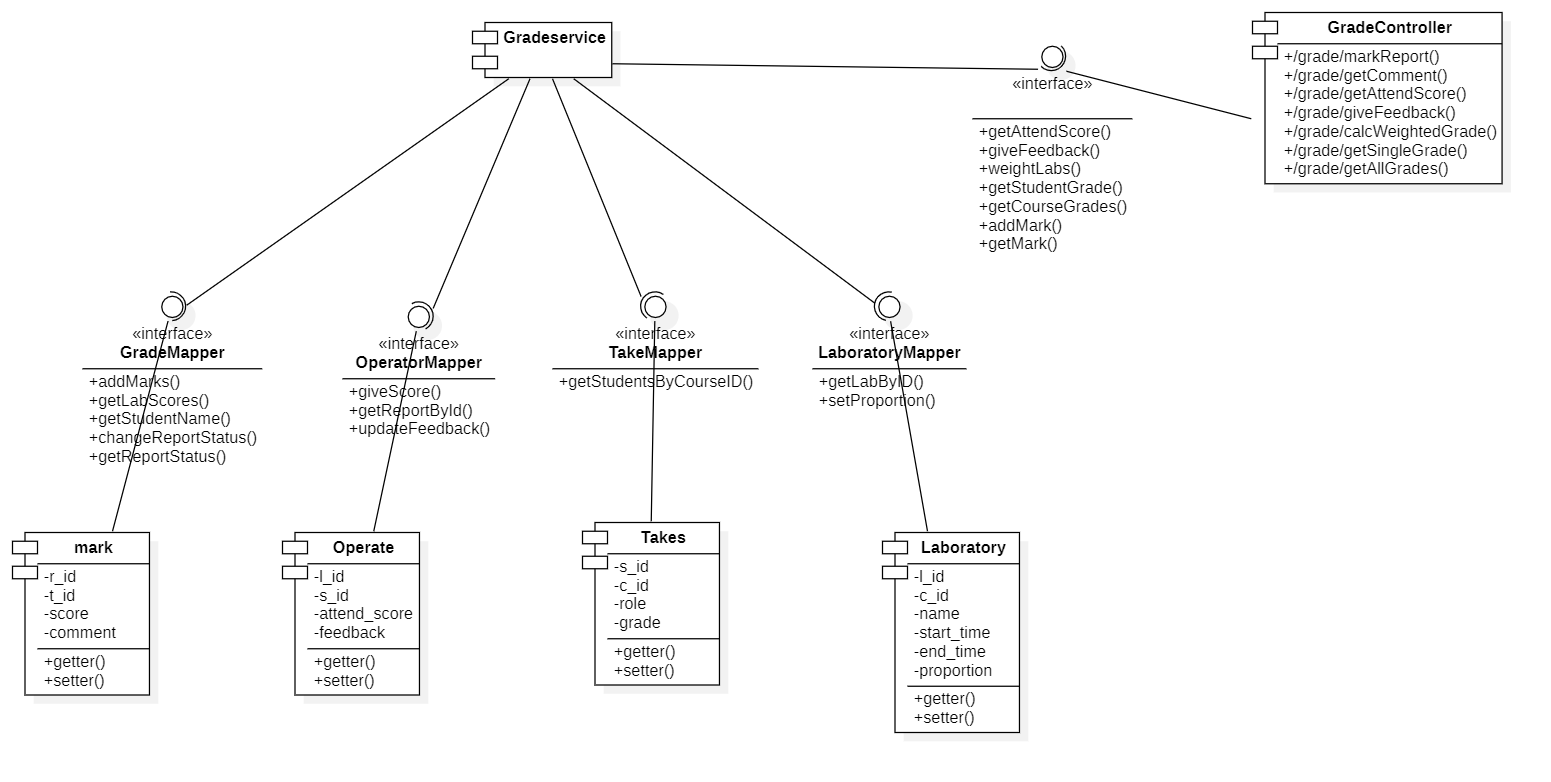 Gradeservice
«interface»
+getAttendScore()
+giveFeedback()
+weightLabs()
+getStudentGrade()
+getCourseGrades()
+addMark()
+getMark()
GradeController
+/grade/markReport()
+/grade/getComment()
+/grade/getAttendScore()
+/grade/giveFeedback()
+/grade/calcWeightedGrade()
+/grade/getSingleGrade()
+/grade/getAllGrades()
«interface»
GradeMapper
+addMarks()
+getLabScores()
+getStudentName()
+changeReportStatus()
+getReportStatus()
«interface»
OperatorMapper
+giveScore()
+getReportById()
+updateFeedback()
«interface»
TakeMapper
+getStudentsByCourseID()
«interface»
LaboratoryMapper
+getLabByID()
+setProportion()
mark
-r_id
-t_id
-score
-comment
+getter()
+setter()
Operate
-l_id
-s_id
-attend_score
-feedback
+getter()
+setter()
Takes
-s_id
-c_id
-role
-grade
+getter()
+setter()
Laboratory
-l_id
-c_id
-name
-start_time
-end_time
-proportion
+getter()
+setter()